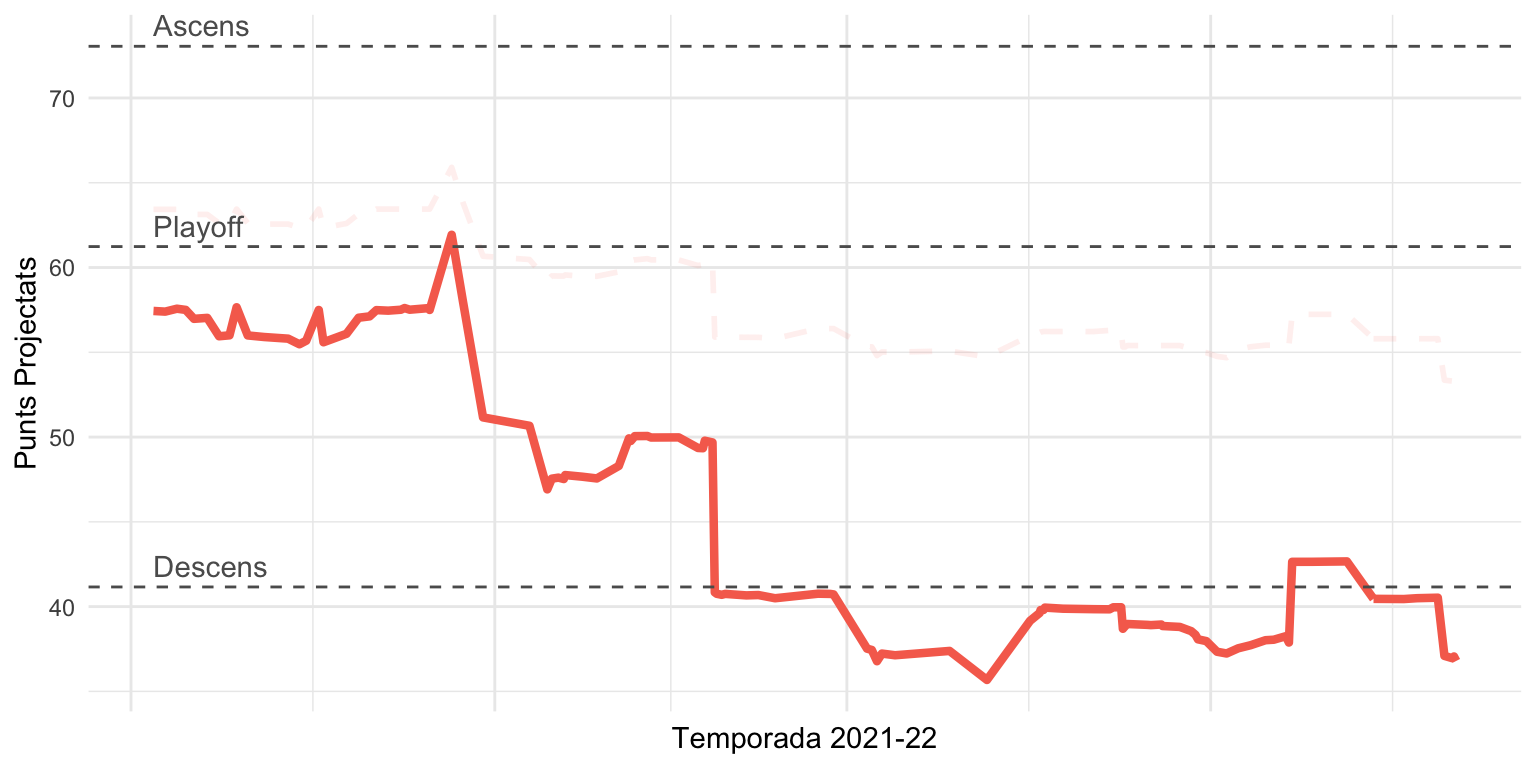 Ascens
70
Playoff
60
50
Descens
40
Punts Projectats
Temporada 2021-22